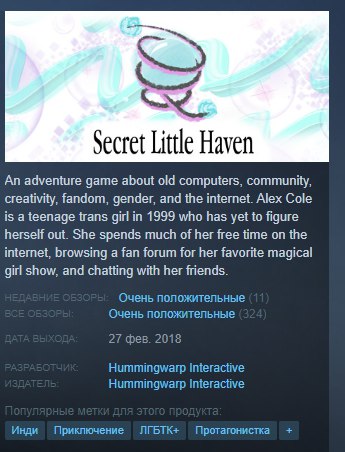 Secret Little Haven
An adventure game about old computers, community,
creativity, fandom, gender, and the internet. Alex Cole
is a teenage trans girl in 1999 who has yet to figure
herself out. She spends much of her free time on the
internet, browsing a fan forum for her favorite magical
girl show, and chatting with her friends.
НЕДАВНИЕ ОБЗОРЫ: Очень положительные (11)
ВСЕ ОБЗОРЫ: Очень положительные (324)
ДАТА ВЫХОДА: 27 фев. 2018
РАЗРАБОТЧИК: Hummingwarp Interactive
ИЗДАТЕЛЬ: Hummingwarp Interactive
Популярные метки для этого продукта:
Инди Приключение ЛГБТК+ Протагонистка +